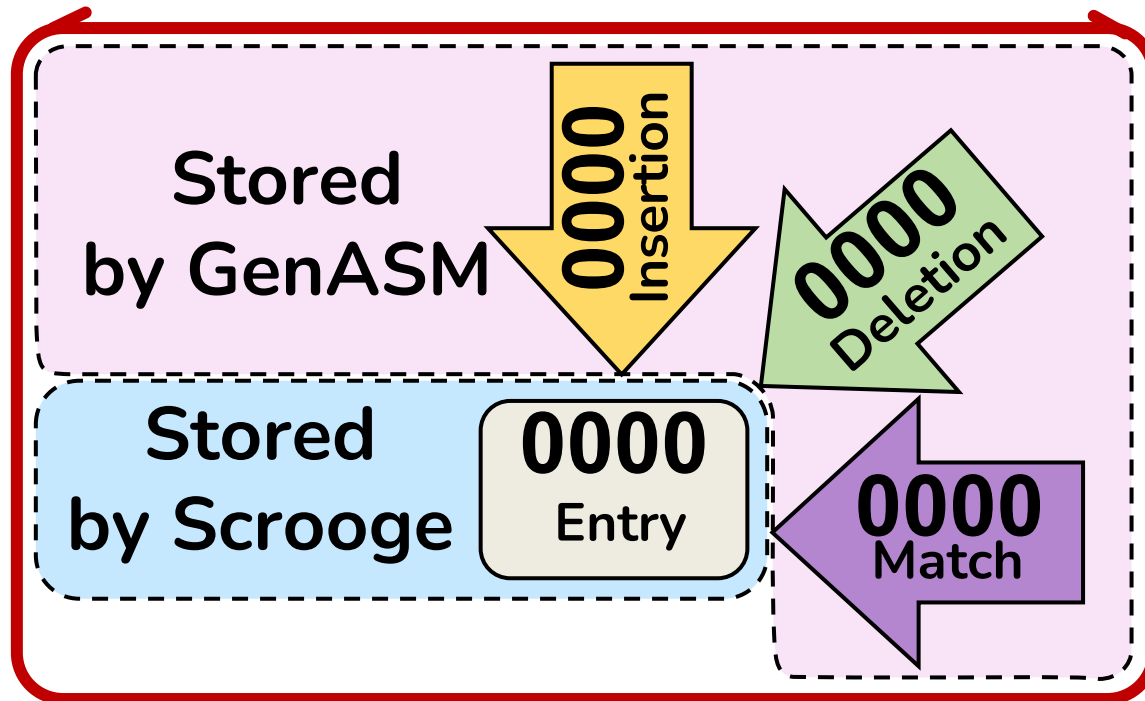 Stored
by GenASM
0000
Insertion
0000
Deletion
Stored
by Scrooge
0000
Entry
0000
Match